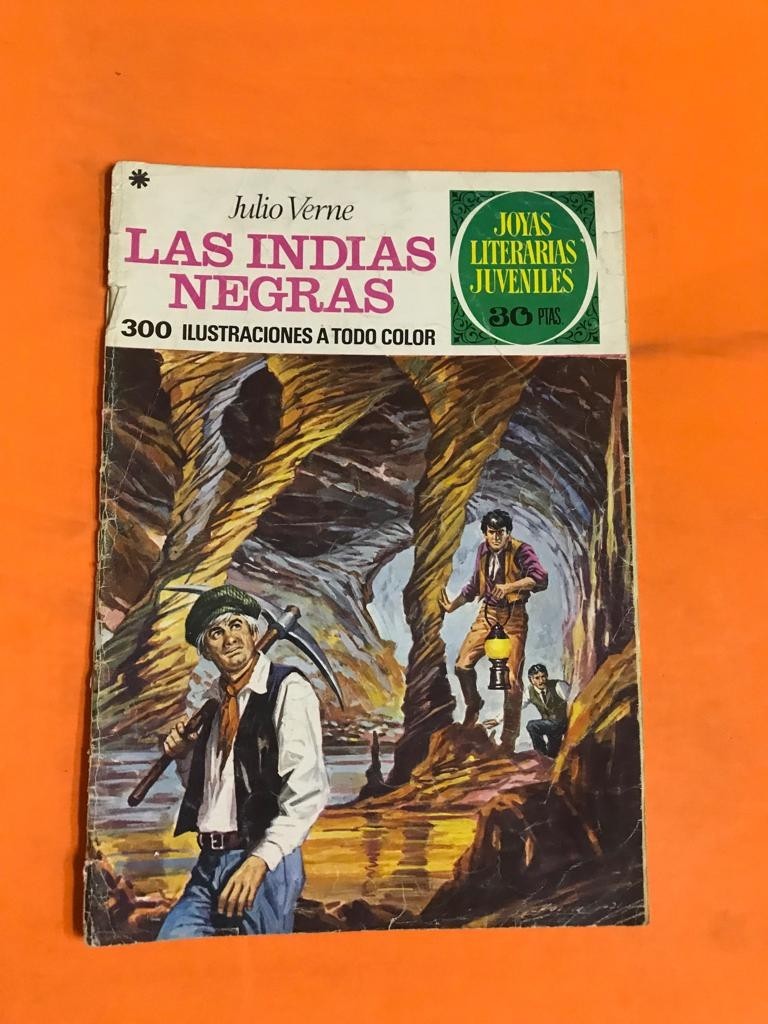 *
Julio Verne
LAS INDIAS
NEGRAS
300 ILUSTRACIONES A TODO COLOR
JOYAS
LITERARIAS
JUVENILES
30 PTAS.